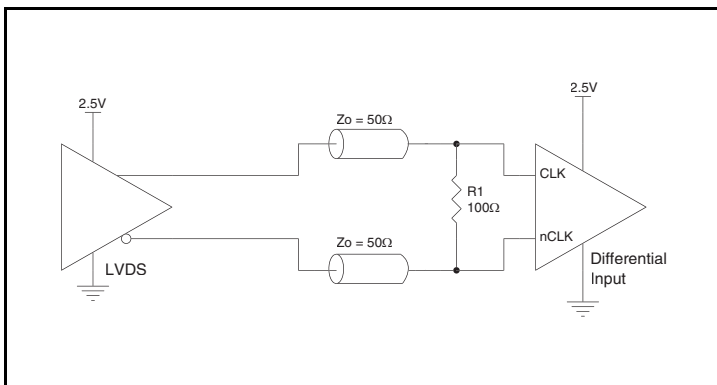 2.5V
2.5V
Zo = 50Ω
CLK
R1
100Ω
Zo = 50Ω
nCLK
LVDS
Differential
Input